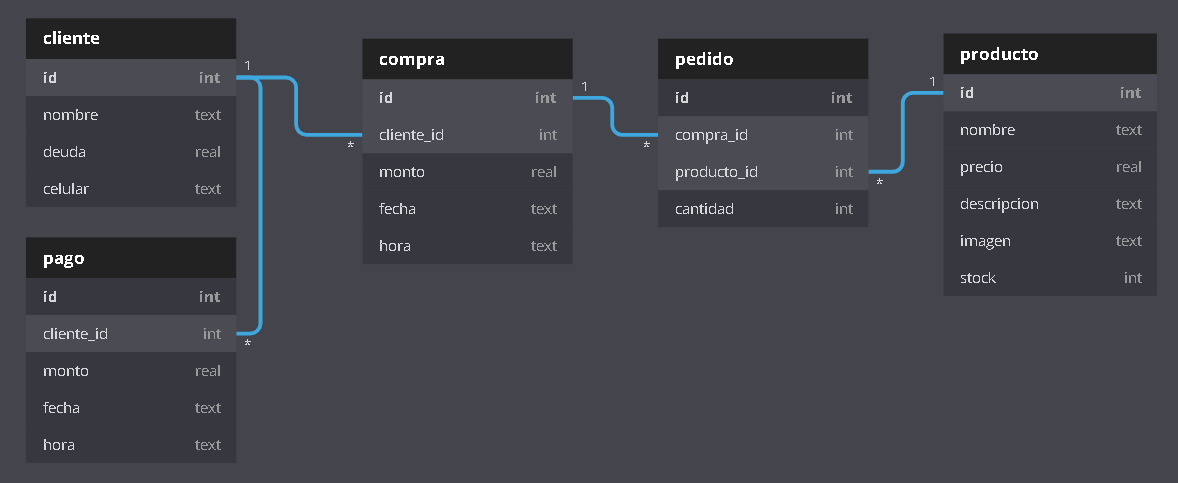 cliente
id int
nombre text
deuda real
celular text
1
*
pago
id int
cliente_id int
monto real
fecha text
hora text
*
compra
id int
cliente_id int
monto real
fecha text
hora text
1
*
pedido
id int
compra_id int
producto_id int
cantidad int
*
1
producto
id int
nombre text
precio real
descripcion text
imagen text
stock int